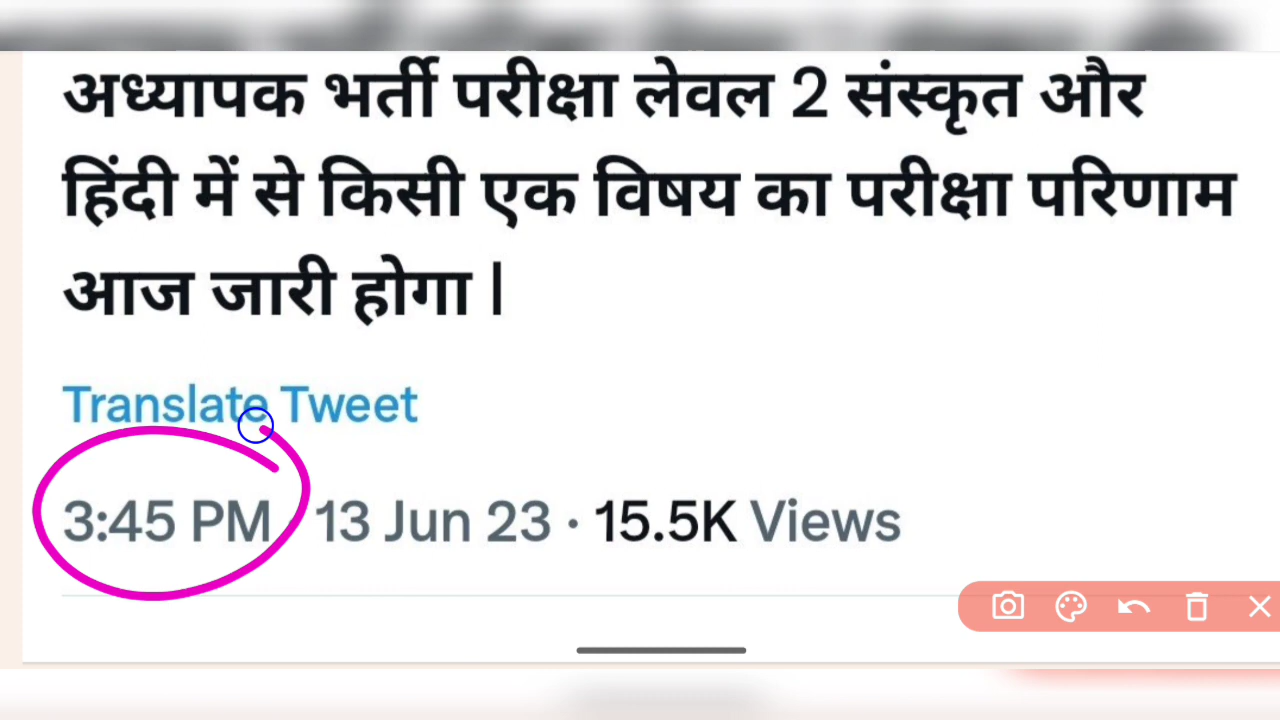 अध्यापक भर्ती परीक्षा लेवल 2 संस्कृत और
हिंदी में से किसी एक विषय का परीक्षा परिणाम
आज जारी होगा |
Translate Tweet
3:45 PM · 13 Jun 23 · 15.5K Views